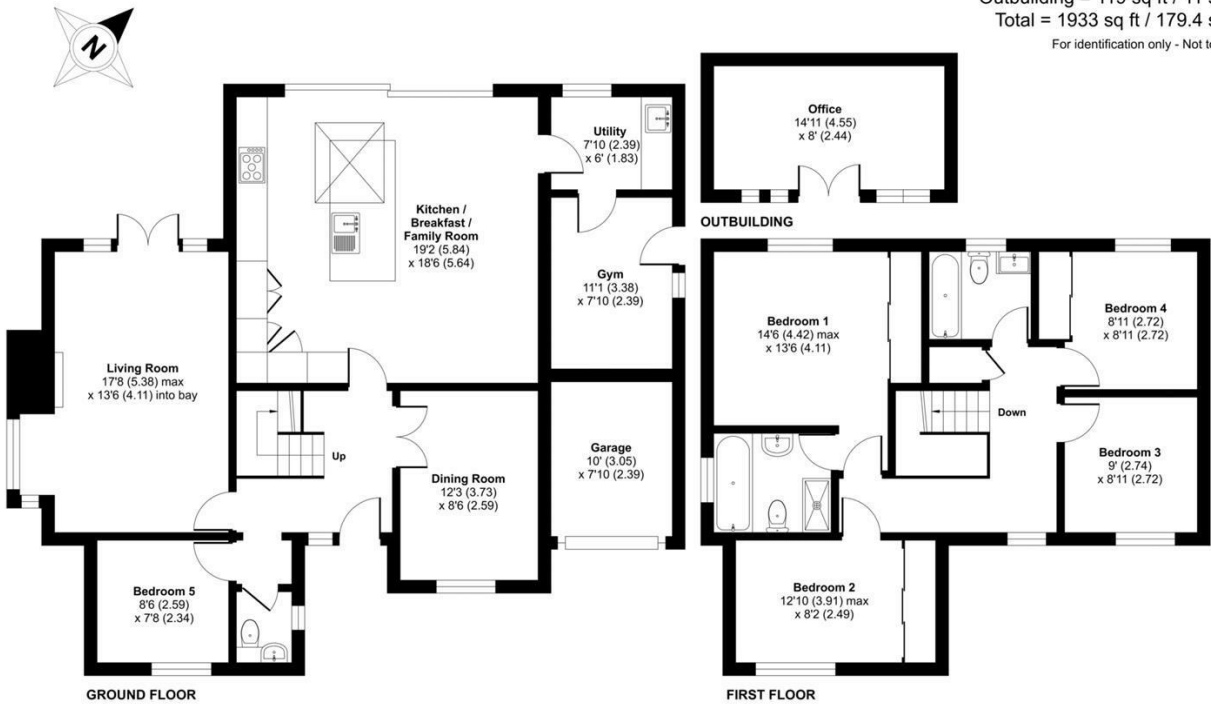 Outbuilding = 119 sq ft / 11 s
Total = 1933 sq ft / 179.4 s
For identification only - Not to
N
Office
14'11 (4.55)
x 8' (2.44)
OUTBUILDING
Utility
7'10 (2.39)
x 6' (1.83)
Kitchen /
Breakfast /
Family Room
19'2 (5.84)
x 18'6 (5.64)
Gym
11'1 (3.38)
x 7'10 (2.39)
Living Room
17'8 (5.38) max
x 13'6 (4.11) into bay
Up
Dining Room
12'3 (3.73)
x 8'6 (2.59)
Garage
10' (3.05)
x 7'10 (2.39)
Bedroom 5
8'6 (2.59)
x 7'8 (2.34)
GROUND FLOOR
Bedroom 1
14'6 (4.42) max
x 13'6 (4.11)
Bedroom 4
8'11 (2.72)
x 8'11 (2.72)
Down
Bedroom 3
9' (2.74)
x 8'11 (2.72)
Bedroom 2
12'10 (3.91) max
x 8'2 (2.49)
FIRST FLOOR